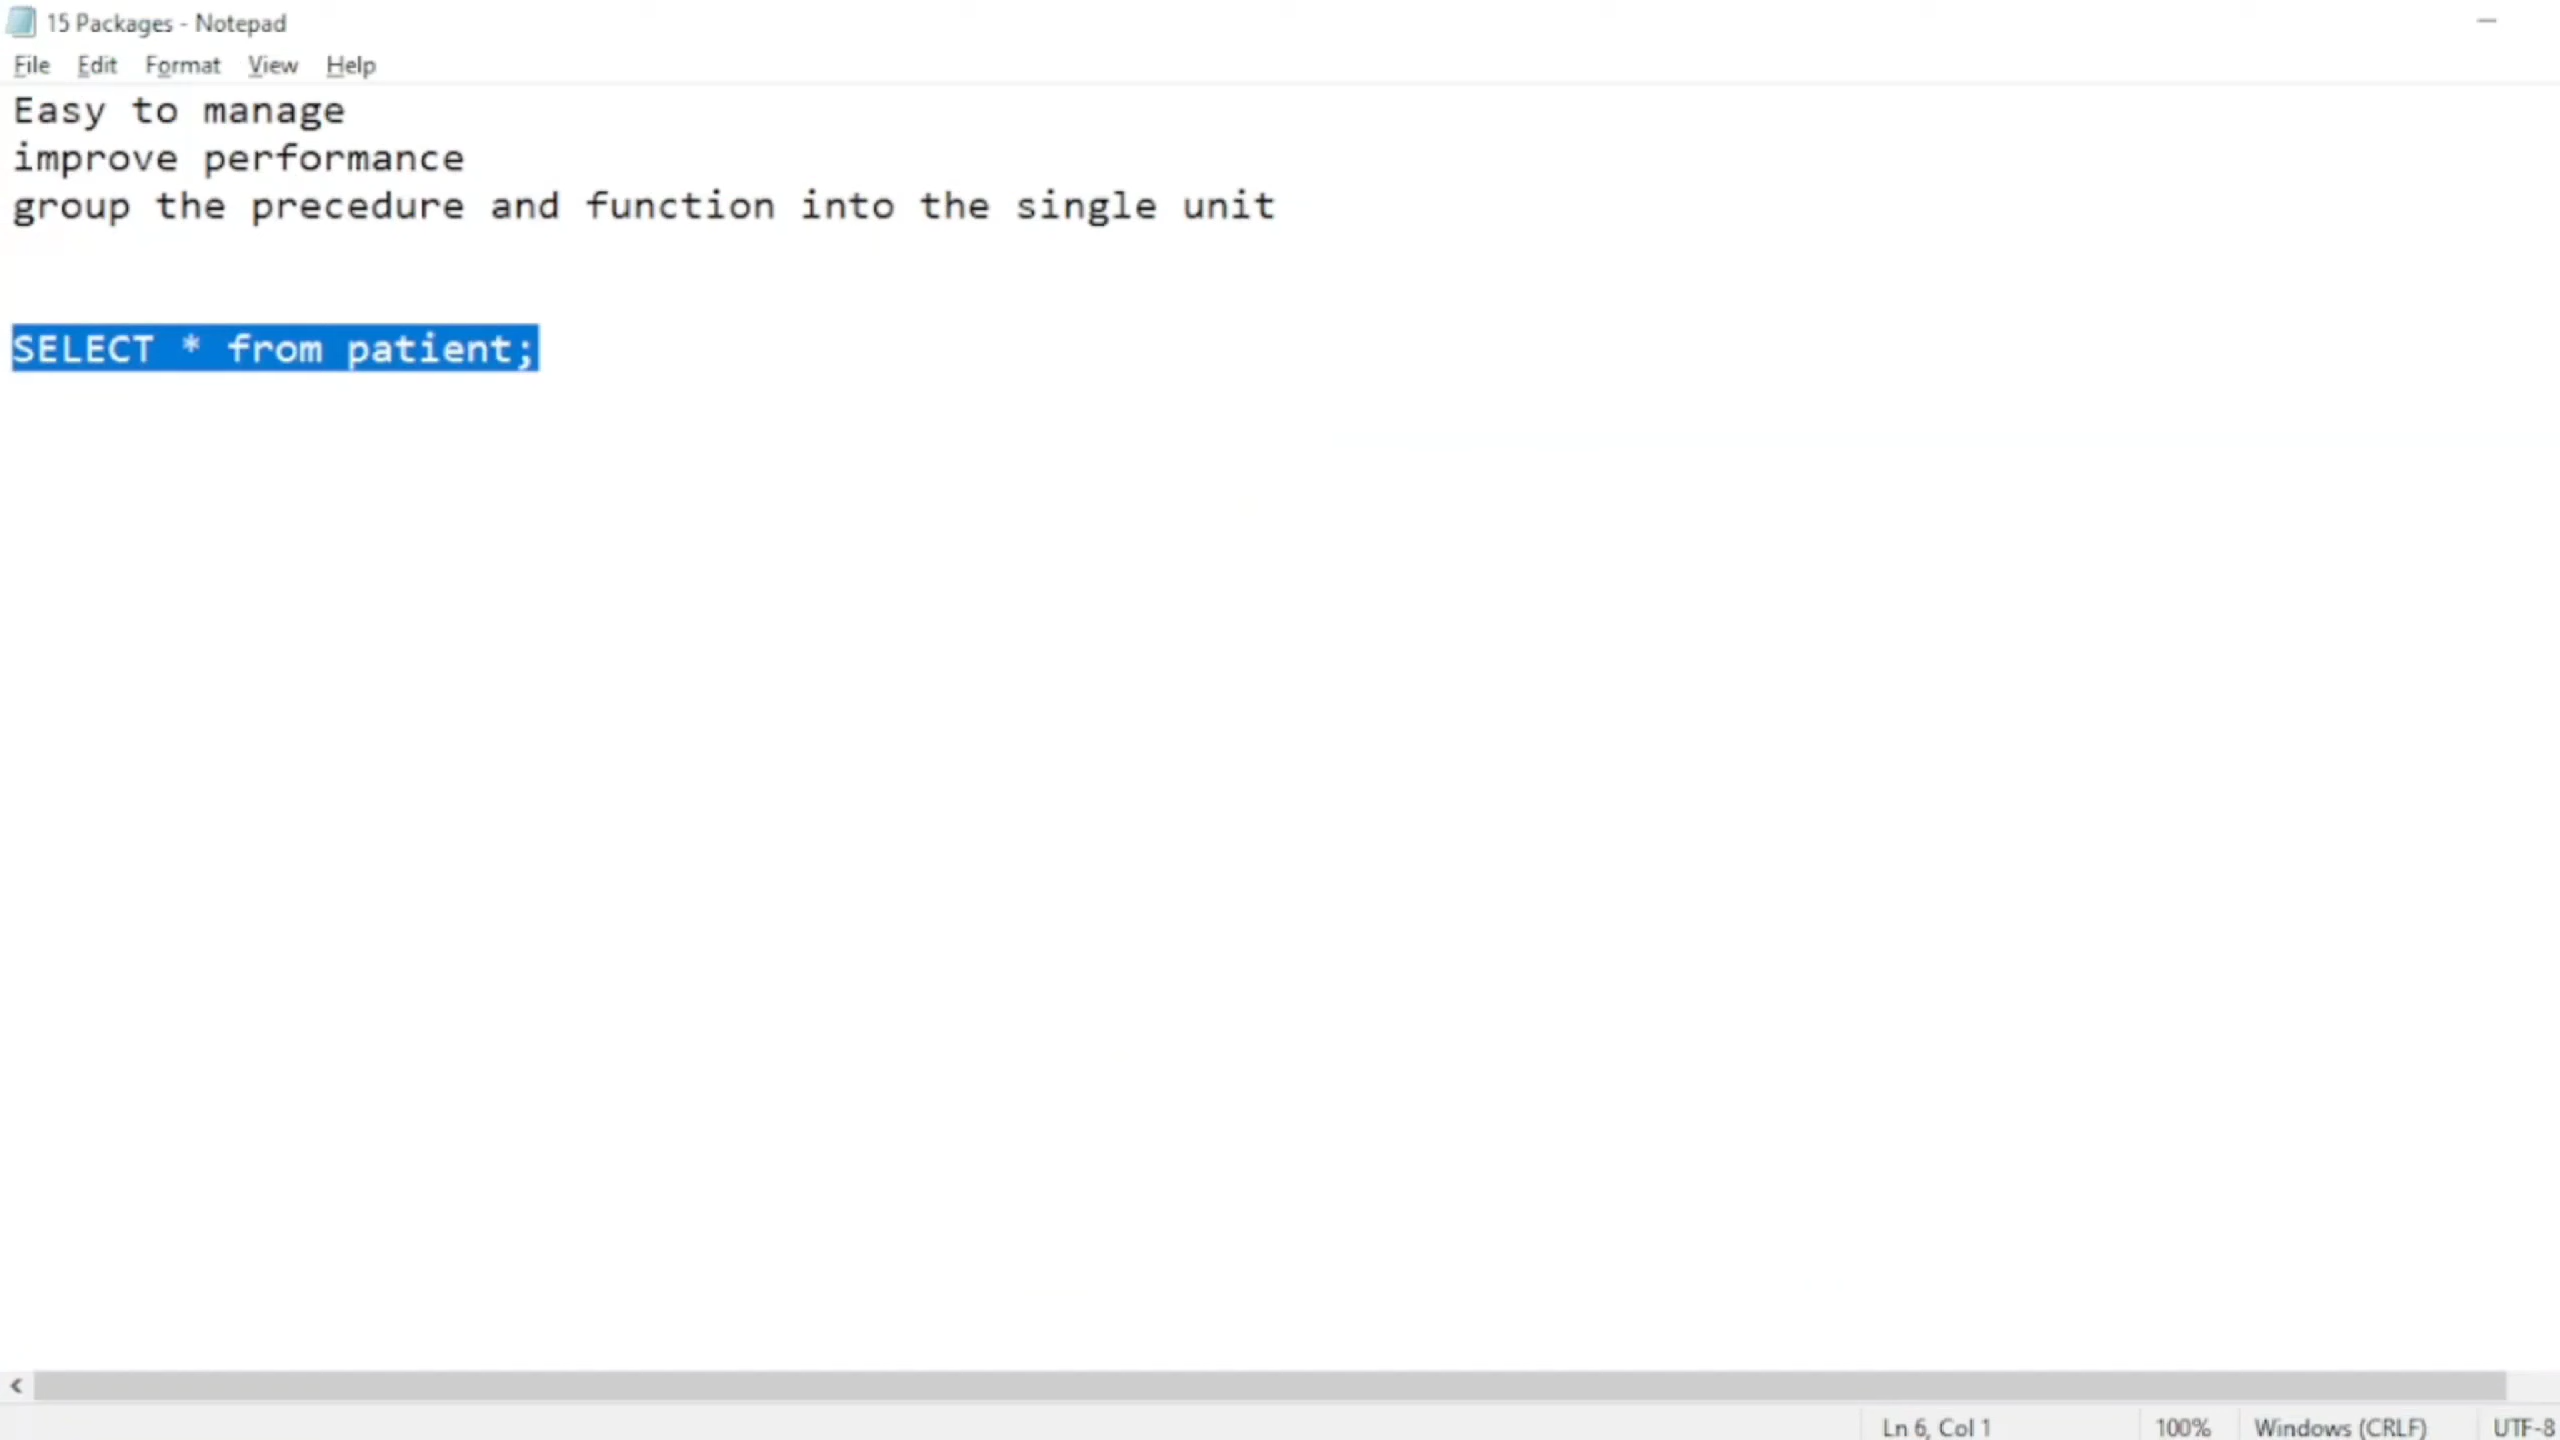 15 Packages - Notepad
File Edit Format View Help
Easy to manage
improve performance
group the precedure and function into the single unit
SELECT * from patient;
Ln 6, Col 1 100% Windows (CRLF) UTF-8